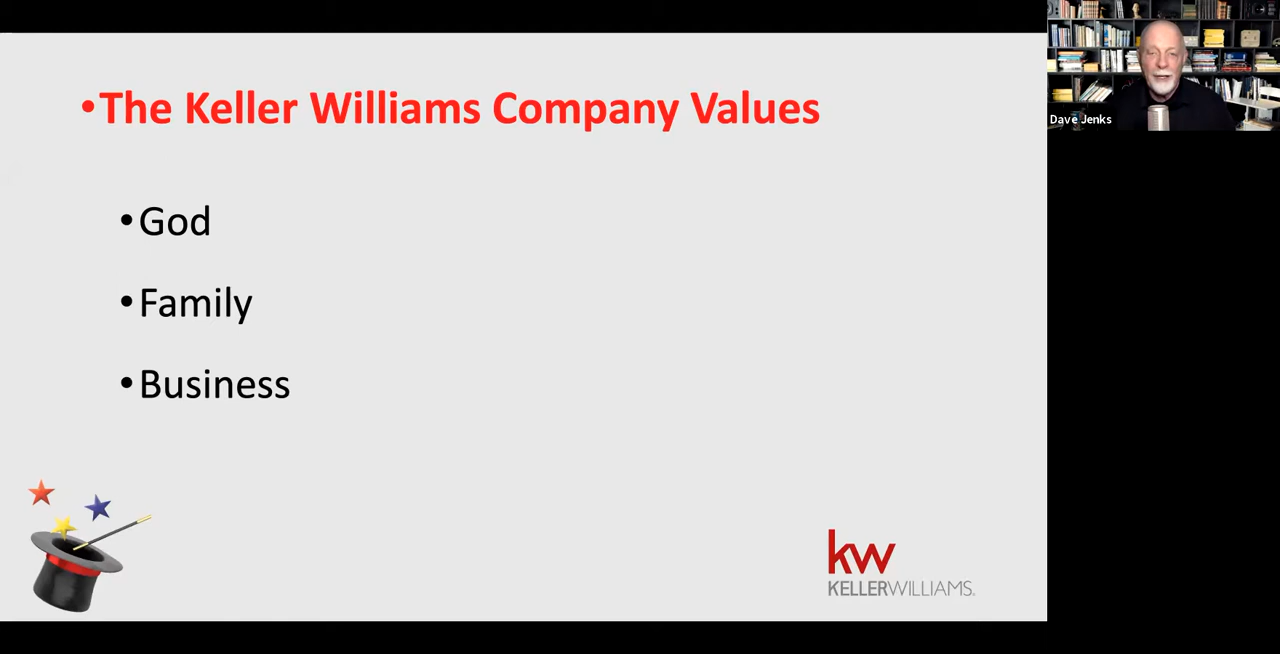 •The Keller Williams Company Values
•God
•Family
•Business
kw
KELLERWILLIAMS.
Dave Jenks